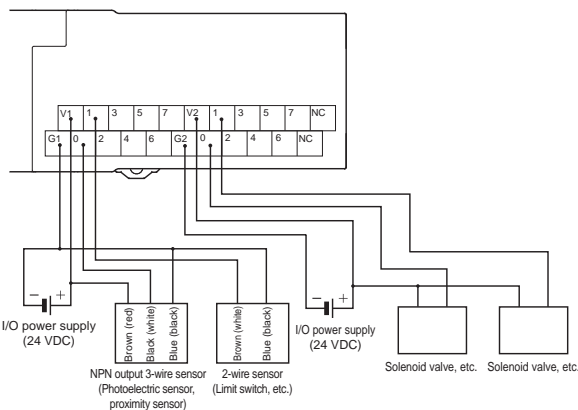 V1 1 3 5 7 V2 1 3 5 7 NC
G1 0 2 4 6 G2 0 2 4 6 NC
− +
I/O power supply
(24 VDC)
Brown (red)
Black (white)
Blue (black)
NPN output 3-wire sensor
(Photoelectric sensor,
proximity sensor)
Brown (white)
Blue (black)
2-wire sensor
(Limit switch, etc.)
− +
I/O power supply
(24 VDC)
Solenoid valve, etc.
Solenoid valve, etc.